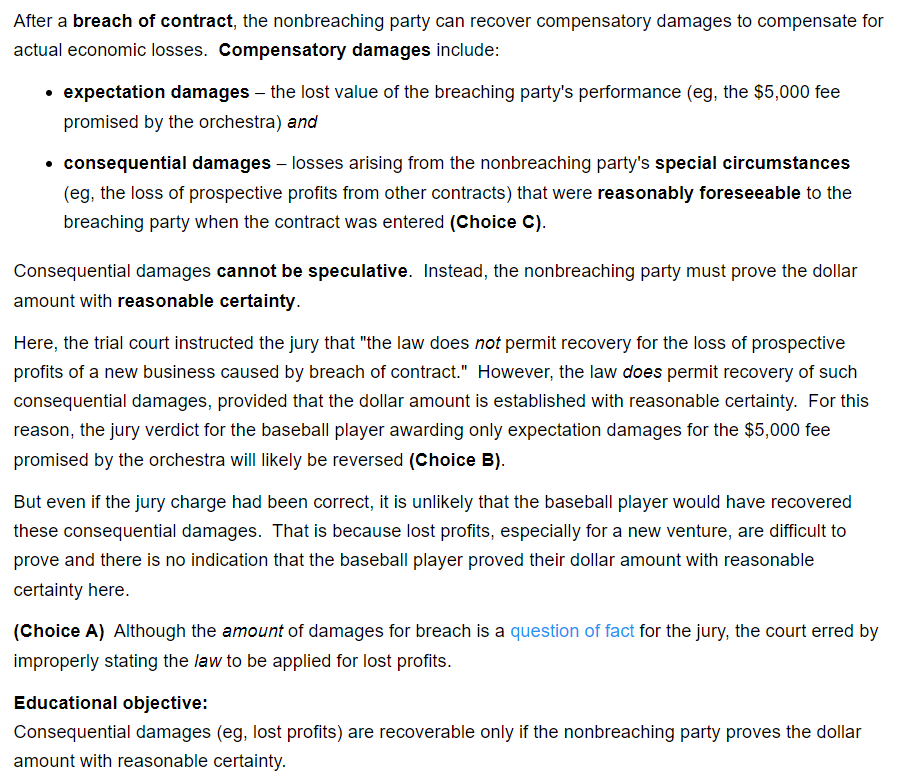 After a breach of contract, the nonbreaching party can recover compensatory damages to compensate for
actual economic losses.  Compensatory damages include:
• expectation damages – the lost value of the breaching party's performance (eg, the $5,000 fee
promised by the orchestra) and
• consequential damages – losses arising from the nonbreaching party's special circumstances
(eg, the loss of prospective profits from other contracts) that were reasonably foreseeable to the
breaching party when the contract was entered (Choice C).
Consequential damages cannot be speculative.  Instead, the nonbreaching party must prove the dollar
amount with reasonable certainty.
Here, the trial court instructed the jury that "the law does not permit recovery for the loss of prospective
profits of a new business caused by breach of contract."  However, the law does permit recovery of such
consequential damages, provided that the dollar amount is established with reasonable certainty.  For this
reason, the jury verdict for the baseball player awarding only expectation damages for the $5,000 fee
promised by the orchestra will likely be reversed (Choice B).
But even if the jury charge had been correct, it is unlikely that the baseball player would have recovered
these consequential damages.  That is because lost profits, especially for a new venture, are difficult to
prove and there is no indication that the baseball player proved their dollar amount with reasonable
certainty here.
(Choice A)  Although the amount of damages for breach is a question of fact for the jury, the court erred by
improperly stating the law to be applied for lost profits.
Educational objective:
Consequential damages (eg, lost profits) are recoverable only if the nonbreaching party proves the dollar
amount with reasonable certainty.